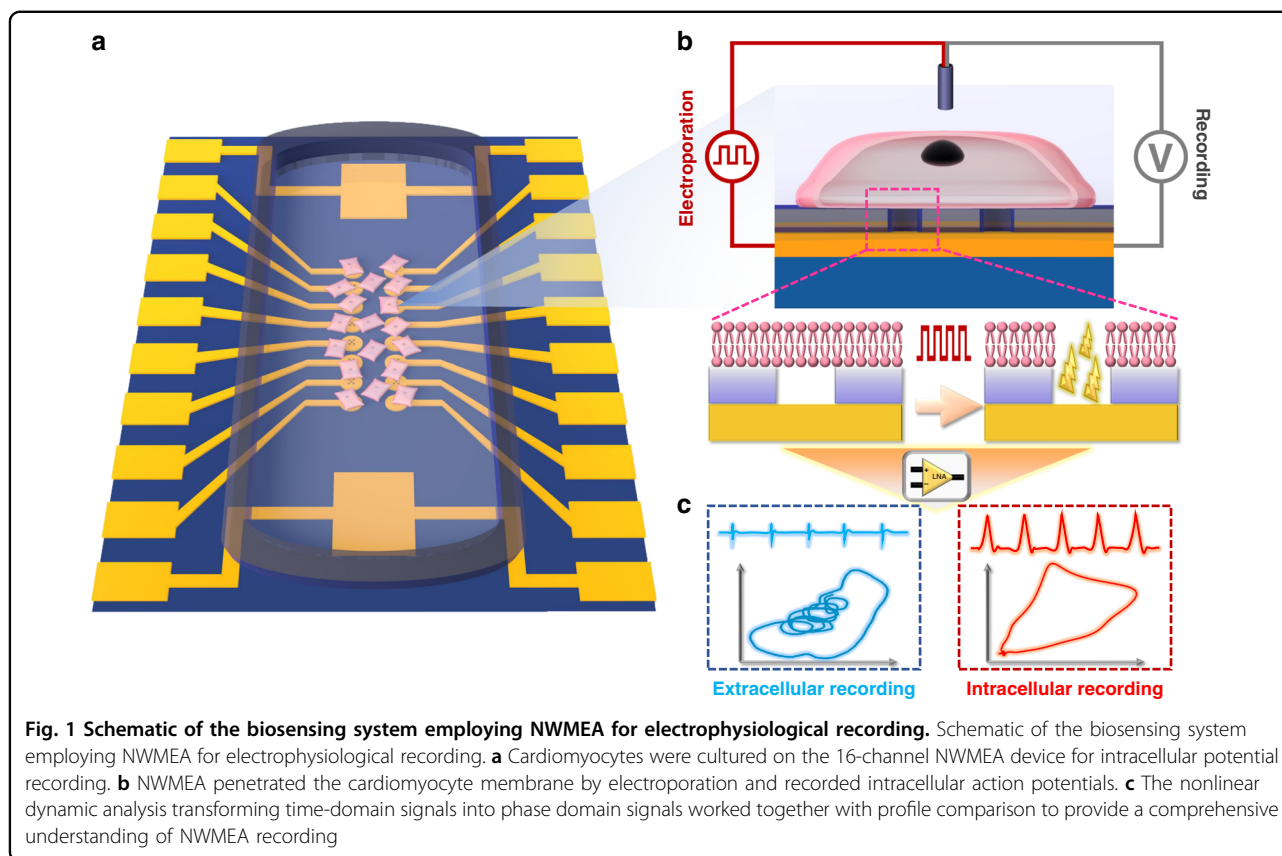 a
b
Electroporation
V
Recording
LNA
c
Extracellular recording
Intracellular recording
Fig. 1 Schematic of the biosensing system employing NWMEA for electrophysiological recording. Schematic of the biosensing system
employing NWMEA for electrophysiological recording. a Cardiomyocytes were cultured on the 16-channel NWMEA device for intracellular potential
recording. b NWMEA penetrated the cardiomyocyte membrane by electroporation and recorded intracellular action potentials. c The nonlinear
dynamic analysis transforming time-domain signals into phase domain signals worked together with profile comparison to provide a comprehensive
understanding of NWMEA recording